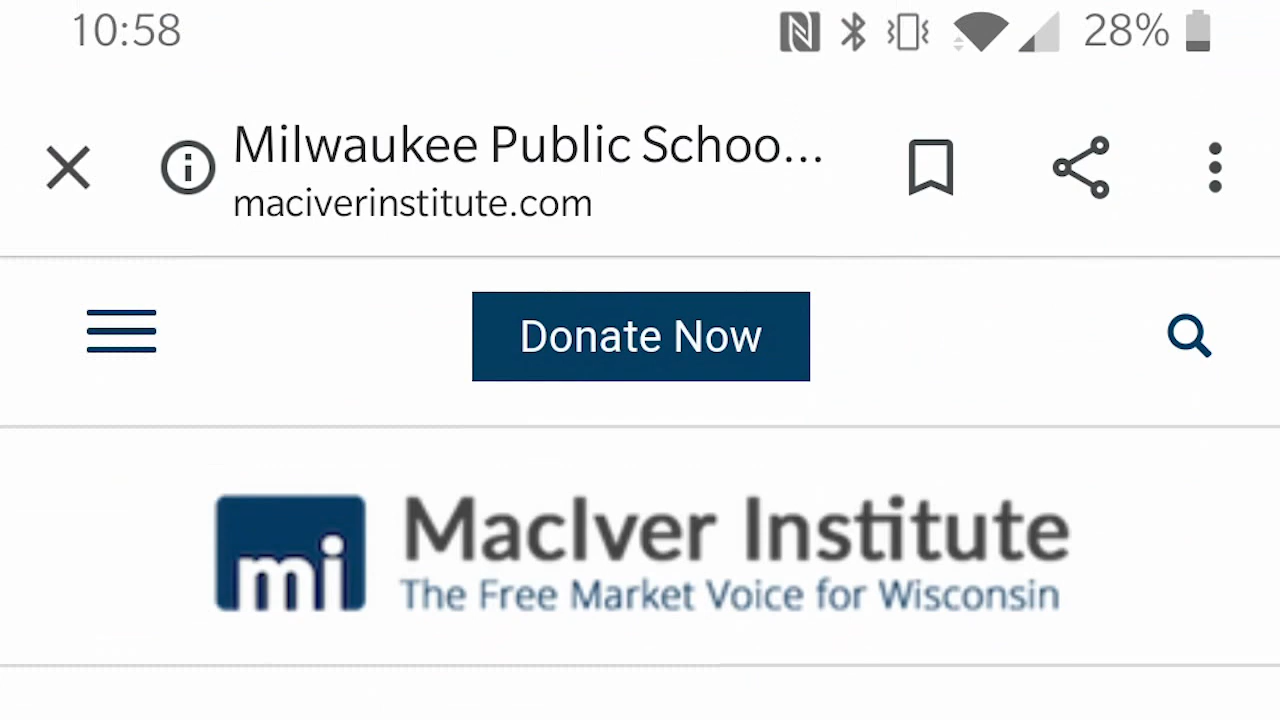 10:58 28%
Milwaukee Public Schoo...
maciverinstitute.com
Donate Now
mi
MacIver Institute
The Free Market Voice for Wisconsin